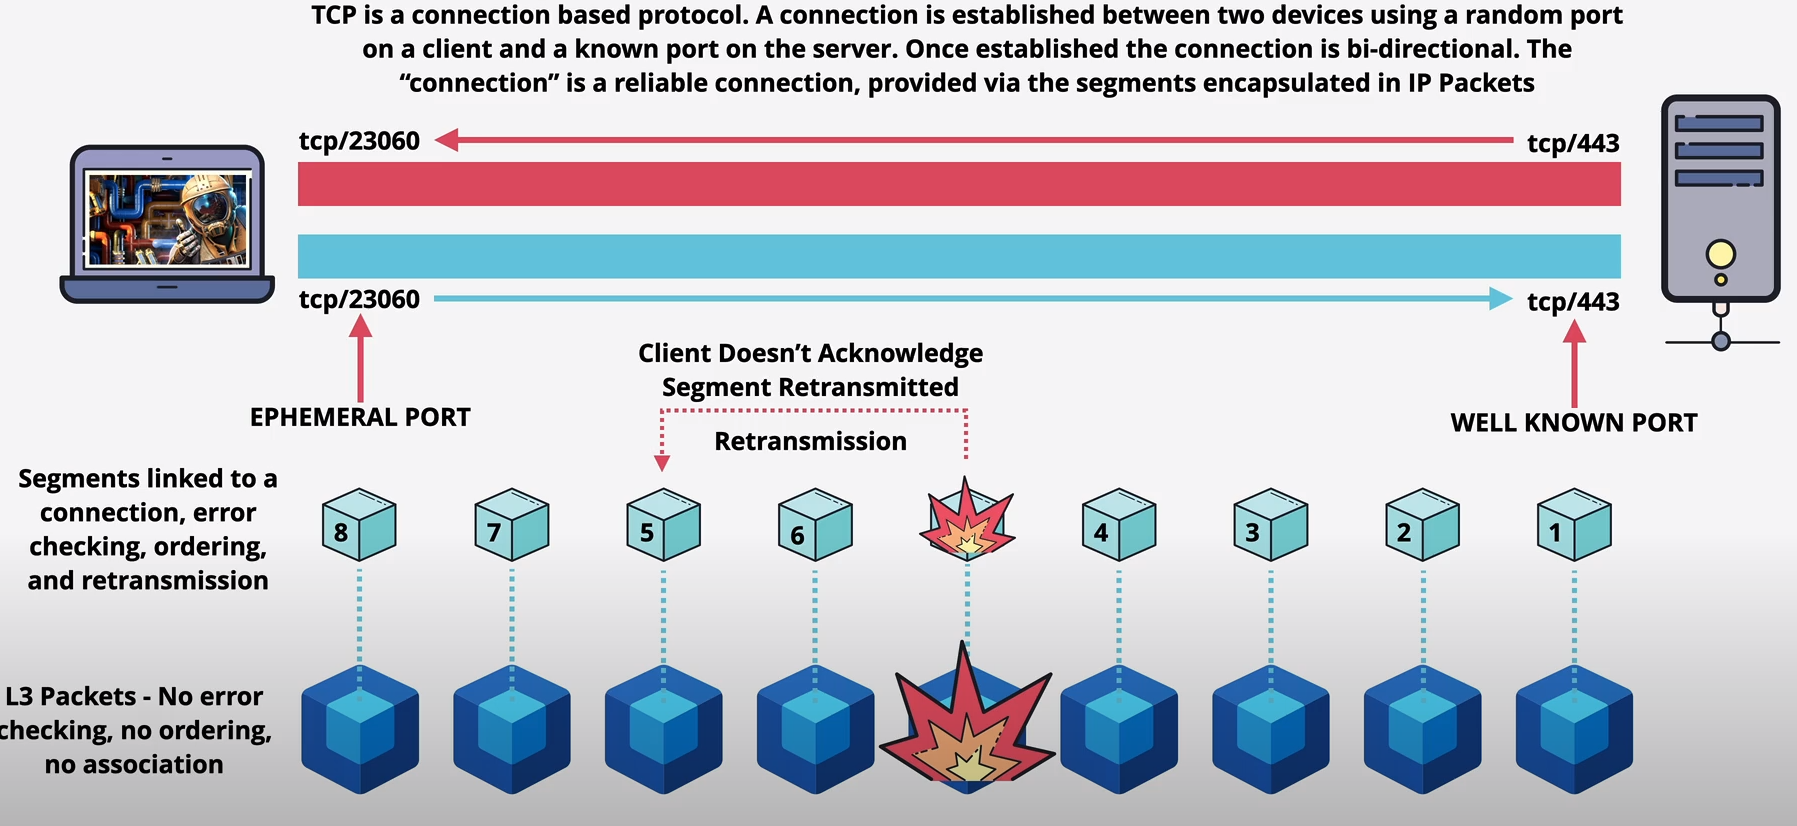 TCP is a connection based protocol. A connection is established between two devices using a random port
on a client and a known port on the server. Once established the connection is bi-directional. The
“connection” is a reliable connection, provided via the segments encapsulated in IP Packets
tcp/23060
tcp/443
tcp/23060
tcp/443
EPHEMERAL PORT
Client Doesn’t Acknowledge
Segment Retransmitted
Retransmission
WELL KNOWN PORT
Segments linked to a
connection, error
checking, ordering,
and retransmission
8
7
5
6
4
3
2
1
L3 Packets - No error
checking, no ordering,
no association